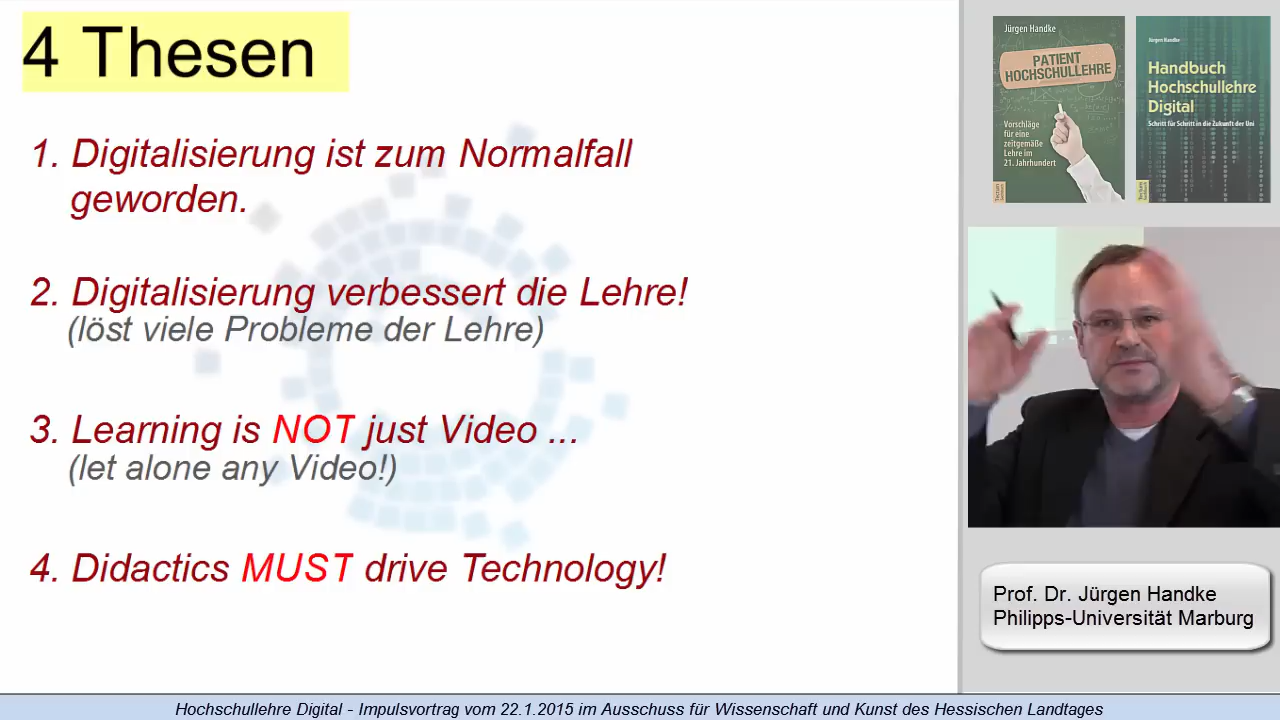 4 Thesen
1. Digitalisierung ist zum Normalfall
geworden.
2. Digitalisierung verbessert die Lehre!
(löst viele Probleme der Lehre)
3. Learning is NOT just Video ...
(let alone any Video!)
4. Didactics MUST drive Technology!
Jürgen Handke
PATIENT
HOCHSCHULLEHRE
Vorschläge
für eine
zeitgemäße
Lehre im
21. Jahrhundert
Jürgen Handke
Handbuch
Hochschullehre
Digital
Schritt für Schritt in die Zukunft der Uni
Prof. Dr. Jürgen Handke
Philipps-Universität Marburg
Hochschullehre Digital - Impulsvortrag vom 22.1.2015 im Ausschuss für Wissenschaft und Kunst des Hessischen Landtages